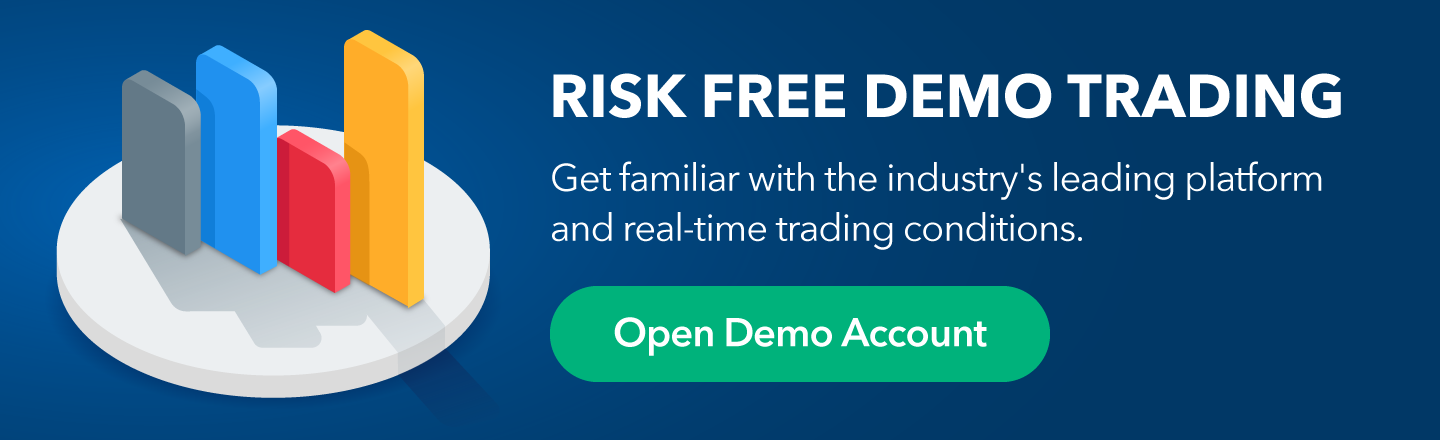 RISK FREE DEMO TRADING
Get familiar with the industry's leading platform
and real-time trading conditions.
Open Demo Account